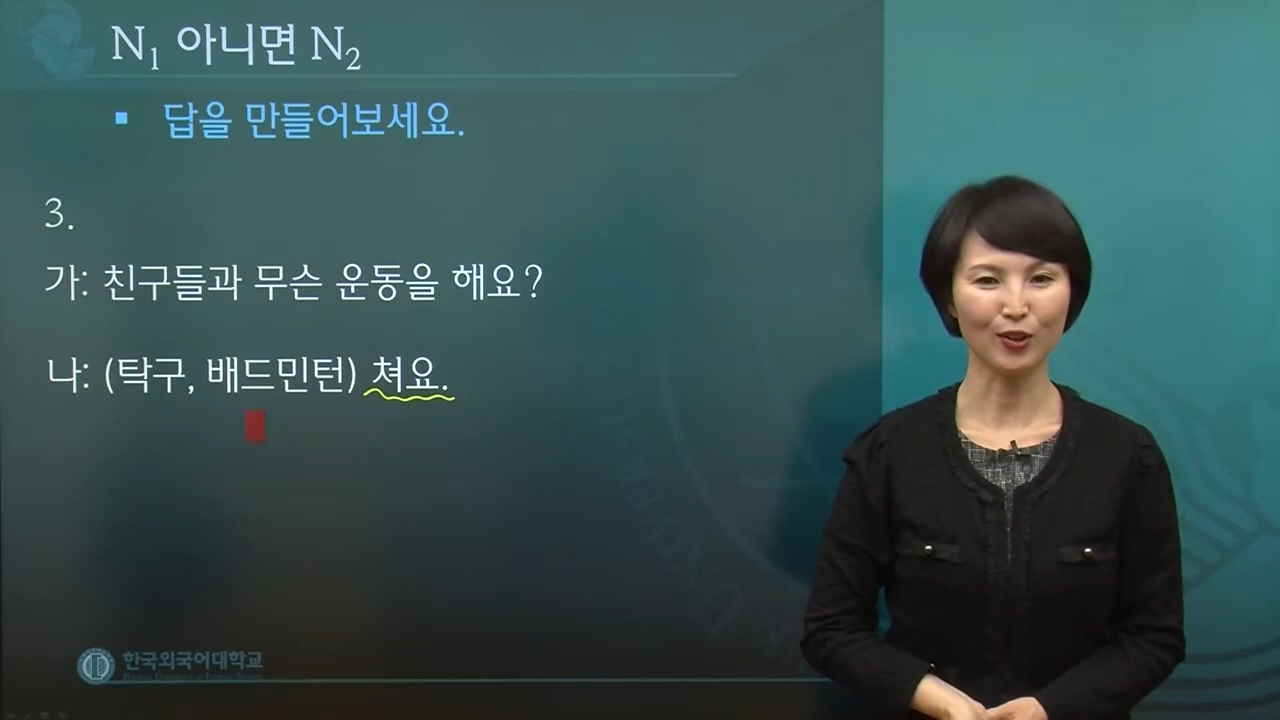 N₁ 아니면 N₂
▪ 답을 만들어보세요.
3.
가: 친구들과 무슨 운동을 해요?
나: (탁구, 배드민턴) 쳐요.
한국외국어대학교